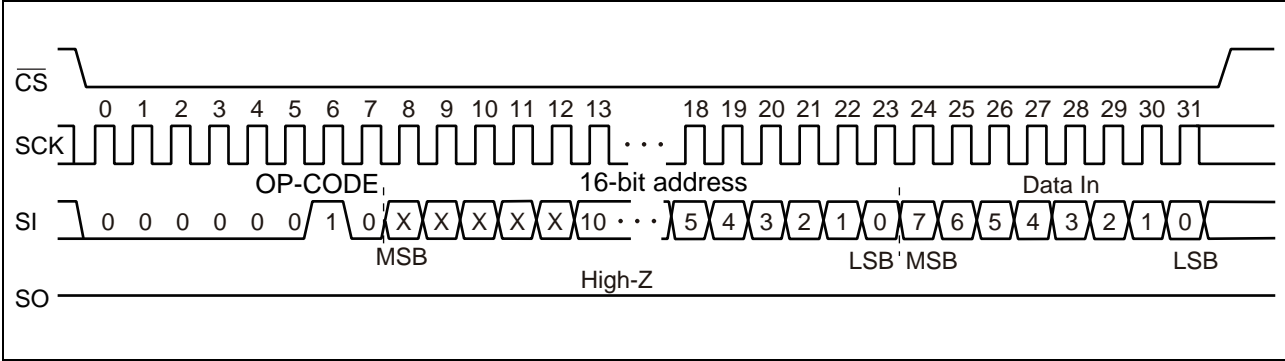 CS
0 1 2 3 4 5 6 7 8 9 10 11 12 13 18 19 20 21 22 23 24 25 26 27 28 29 30 31
SCK · · ·
OP-CODE 16-bit address Data In
SI 0 0 0 0 0 0 1 0 X X X X X 10 · · · 5 4 3 2 1 0 7 6 5 4 3 2 1 0
MSB LSB MSB LSB
High-Z
SO